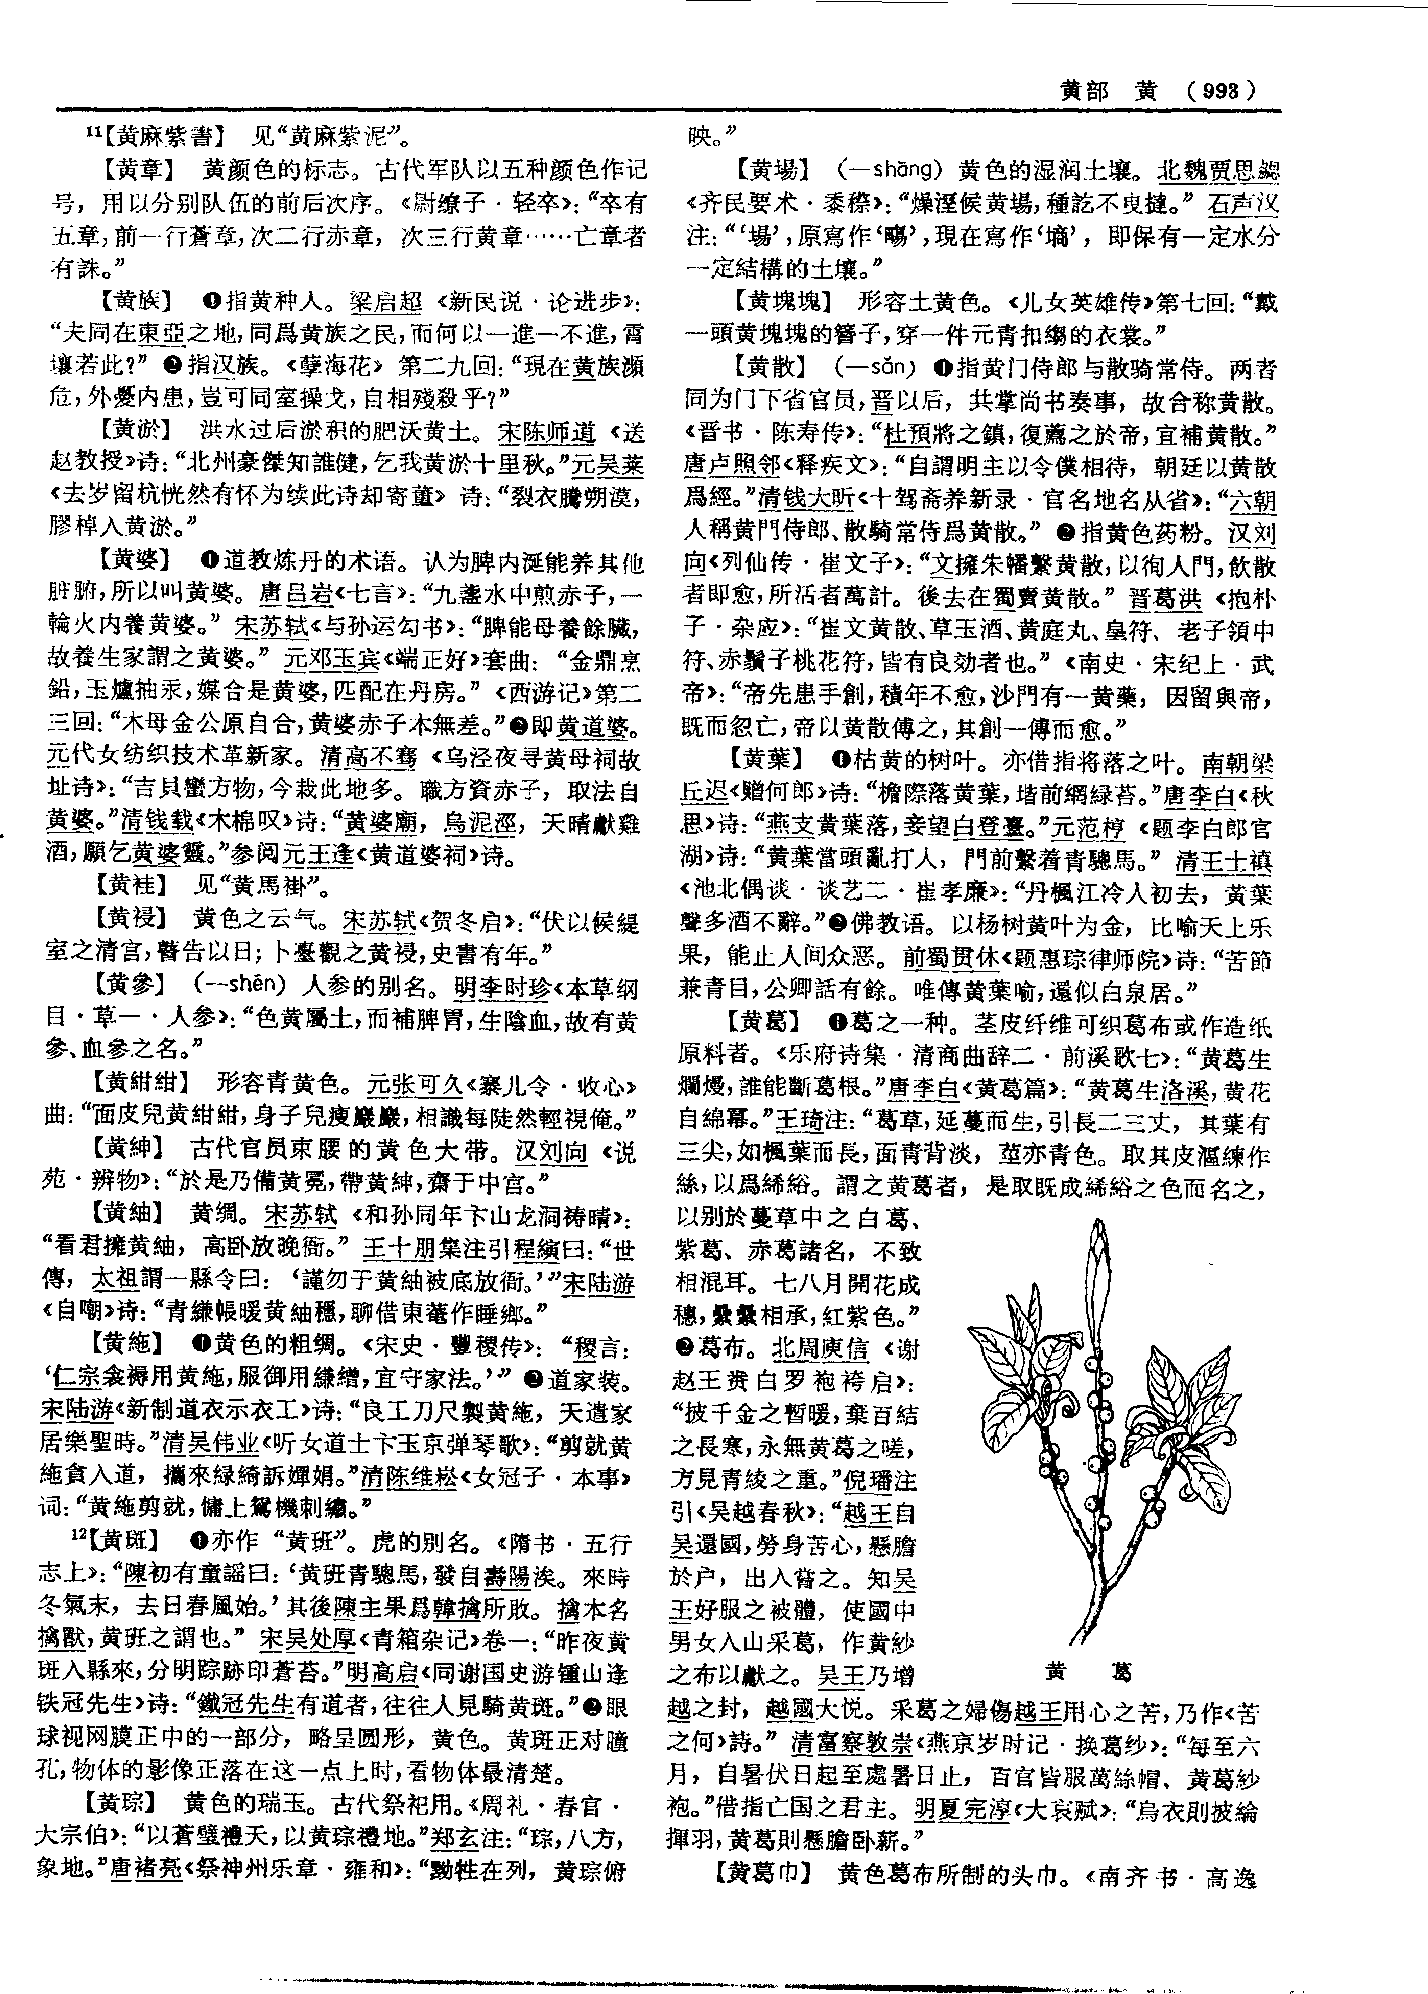 黄部　黄　（993）
¹¹【黄麻紫書】　见“黄麻紫泥”。
【黄章】　黄颜色的标志。古代军队以五种颜色作记
号，用以分别队伍的前后次序。《尉缭子·轻卒》：“卒有
五章，前一行蒼章，次二行赤章，次三行黄章……亡章者
有誅。”
【黄族】　❶指黄种人。梁启超《新民说·论进步》：
“夫同在東亞之地，同爲黄族之民，而何以一進一不進，霄
壤若此？”❷指汉族。《孽海花》第二九回：“現在黄族瀕
危，外憂内患，豈可同室操戈，自相殘殺乎？”
【黄淤】　洪水过后淤积的肥沃黄土。宋陈师道《送
赵教授》诗：“北州豪傑知誰健，乞我黄淤十里秋。”元吴莱
《去岁留杭恍然有怀为续此诗却寄董》诗：“裂衣騰朔漠，
膠棹入黄淤。”
【黄婆】　❶道教炼丹的术语。认为脾内涎能养其他
脏腑，所以叫黄婆。唐吕岩《七言》：“九盞水中煎赤子，一
輪火内養黄婆。”宋苏轼《与孙运勾书》：“脾能母養餘臟，
故養生家謂之黄婆。”元邓玉宾《端正好》套曲：“金鼎烹
鉛，玉爐抽汞，媒合是黄婆，匹配在丹房。”《西游记》第二
三回：“木母金公原自合，黄婆赤子本無差。”❷即黄道婆。
元代女纺织技术革新家。清高不骞《乌泾夜寻黄母祠故
址诗》：“吉貝蠻方物，今栽此地多。職方資赤子，取法自
黄婆。”清钱载《木棉叹》诗：“黄婆廟，烏泥涇，天晴獻雞
酒，願乞黄婆靈。”参阅元王逢《黄道婆祠》诗。
【黄袿】　见“黄馬褂”。
【黄祲】　黄色之云气。宋苏轼《贺冬启》：“伏以候緹
室之清宫，瞽告以日；卜臺觀之黄祲，史書有年。”
【黄參】　（—shēn）人参的别名。明李时珍《本草纲
目·草一·人参》：“色黄屬土，而補脾胃，生陰血，故有黄
參、血參之名。”
【黄紺紺】　形容青黄色。元张可久《寨儿令·收心》
曲：“面皮兒黄紺紺，身子兒瘦巖巖，相識每陡然輕視俺。”
【黄紳】　古代官员束腰的黄色大带。汉刘向《说
苑·辨物》：“於是乃備黄冕，帶黄紳，齋于中宫。”
【黄紬】　黄绸。宋苏轼《和孙同年卞山龙洞祷晴》：
“看君擁黄紬，高卧放晚衙。”王十朋集注引程縯曰：“世
傳，太祖謂一縣令曰：‘謹勿于黄紬被底放衙。’”宋陆游
《自嘲》诗：“青縑帳暖黄紬穩，聊借東菴作睡鄉。”
【黄絁】　❶黄色的粗绸。《宋史·豐稷传》：“稷言：
‘仁宗衾褥用黄絁，服御用縑繒，宜守家法。’”❷道家装。
宋陆游《新制道衣示衣工》诗：“良工刀尺製黄絁，天遣家
居樂聖時。”清吴伟业《听女道士卞玉京弹琴歌》：“剪就黄
絁貪入道，攜來緑綺訴嬋娟。”清陈维崧《女冠子·本事》
词：“黄絁剪就，慵上鴛機刺繡。”
¹²【黄斑】　❶亦作“黄班”。虎的别名。《隋书·五行
志上》：“陳初有童謡曰：‘黄班青驄馬，發自壽陽涘。來時
冬氣末，去日春風始。’其後陳主果爲韓擒所敗。擒本名
擒獸，黄班之謂也。”宋吴处厚《青箱杂记》卷一：“昨夜黄
斑入縣來，分明踪跡印蒼苔。”明高启《同谢国史游锺山逢
铁冠先生》诗：“鐵冠先生有道者，往往人見騎黄斑。”❷眼
球视网膜正中的一部分，略呈圆形，黄色。黄斑正对瞳
孔，物体的影像正落在这一点上时，看物体最清楚。
【黄琮】　黄色的瑞玉。古代祭祀用。《周礼·春官·
大宗伯》：“以蒼璧禮天，以黄琮禮地。”郑玄注：“琮，八方，
象地。”唐褚亮《祭神州乐章·雍和》：“黝牲在列，黄琮俯
映。”
【黄塲】　（—shāng）黄色的湿润土壤。北魏贾思勰
《齐民要术·黍穄》：“燥溼候黄塲，種訖不曳撻。”石声汉
注：“‘塲’，原寫作‘暘’，現在寫作‘墒’，即保有一定水分
一定結構的土壤。”
【黄塊塊】　形容土黄色。《儿女英雄传》第七回：“戴
一頭黄塊塊的簪子，穿一件元青扣縐的衣裳。”
【黄散】　（—sǎn）❶指黄门侍郎与散骑常侍。两者
同为门下省官员，晋以后，共掌尚书奏事，故合称黄散。
《晋书·陈寿传》：“杜預將之鎮，復薦之於帝，宜補黄散。”
唐卢照邻《释疾文》：“自謂明主以令僕相待，朝廷以黄散
爲經。”清钱大昕《十驾斋养新录·官名地名从省》：“六朝
人稱黄門侍郎、散騎常侍爲黄散。”❷指黄色药粉。汉刘
向《列仙传·崔文子》：“文擁朱幡繫黄散，以徇人門，飲散
者即愈，所活者萬計。後去在蜀賣黄散。”晋葛洪《抱朴
子·杂应》：“崔文黄散、草玉酒、黄庭丸、皇符、老子領中
符、赤鬚子桃花符，皆有良効者也。”《南史·宋纪上·武
帝》：“帝先患手創，積年不愈，沙門有一黄藥，因留與帝，
既而忽亡，帝以黄散傅之，其創一傅而愈。”
【黄葉】　❶枯黄的树叶。亦借指将落之叶。南朝梁
丘迟《赠何郎》诗：“檐際落黄葉，堦前網緑苔。”唐李白《秋
思》诗：“燕支黄葉落，妾望白登臺。”元范梈《题李白郎官
湖》诗：“黄葉當頭亂打人，門前繫着青驄馬。”清王士禛
《池北偶谈·谈艺二·崔孝廉》：“丹楓江冷人初去，黄葉
聲多酒不辭。”❷佛教语。以杨树黄叶为金，比喻天上乐
果，能止人间众恶。前蜀贯休《题惠琮律师院》诗：“苦節
兼青目，公卿話有餘。唯傳黄葉喻，還似白泉居。”
【黄葛】　❶葛之一种。茎皮纤维可织葛布或作造纸
原料者。《乐府诗集·清商曲辞二·前溪歌七》：“黄葛生
爛熳，誰能斷葛根。”唐李白《黄葛篇》：“黄葛生洛溪，黄花
自綿冪。”王琦注：“葛草，延蔓而生，引長二三丈，其葉有
三尖，如楓葉而長，面青背淡，莖亦青色。取其皮漚練作
絲，以爲絺綌。謂之黄葛者，是取既成絺綌之色而名之，
以别於蔓草中之白葛、
紫葛、赤葛諸名，不致
相混耳。七八月開花成
穗，纍纍相承，紅紫色。”
❷葛布。北周庾信《谢
赵王赉白罗袍袴启》：
“披千金之暫暖，棄百結
之長寒，永無黄葛之嗟，
方見青綾之重。”倪璠注
引《吴越春秋》：“越王自
吴還國，勞身苦心，懸膽
於户，出入嘗之。知吴
王好服之被體，使國中
男女入山采葛，作黄紗
之布以獻之。吴王乃增
越之封，越國大悦。采葛之婦傷越王用心之苦，乃作《苦
之何》詩。”清富察敦崇《燕京岁时记·换葛纱》：“每至六
月，自暑伏日起至處暑日止，百官皆服萬絲帽、黄葛紗
袍。”借指亡国之君主。明夏完淳《大哀赋》：“烏衣則披綸
揮羽，黄葛則懸膽卧薪。”
【黄葛巾】　黄色葛布所制的头巾。《南齐书·高逸
黄　葛